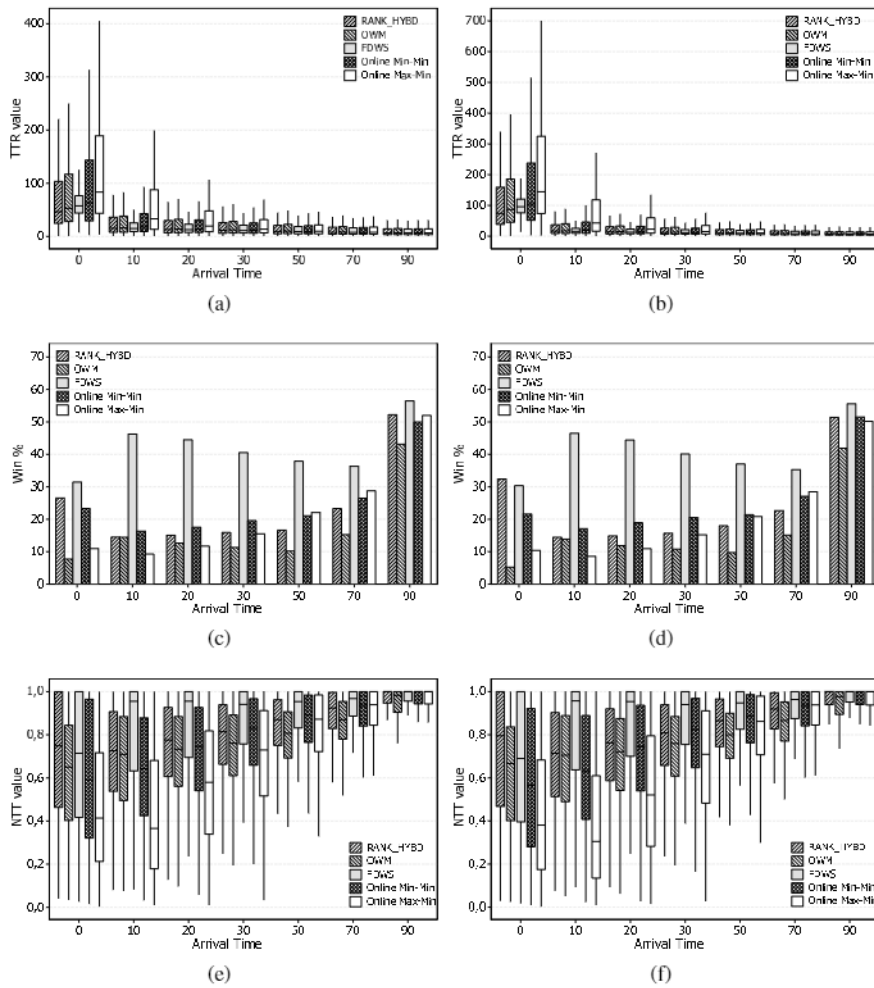 400
300
200
100
0
TTR value
RANK_HYBD
OWM
FDWS
Online Min-Min
Online Max-Min
0 10 20 30 50 70 90
Arrival Time
(a)
700
600
500
400
300
200
100
0
TTR value
RANK_HYBD
OWM
FDWS
Online Min-Min
Online Max-Min
0 10 20 30 50 70 90
Arrival Time
(b)
70
60
50
40
30
20
10
0
Win %
RANK_HYBD
OWM
FDWS
Online Min-Min
Online Max-Min
0 10 20 30 50 70 90
Arrival Time
(c)
70
60
50
40
30
20
10
0
Win %
RANK_HYBD
OWM
FDWS
Online Min-Min
Online Max-Min
0 10 20 30 50 70 90
Arrival Time
(d)
1,0
0,8
0,6
0,4
0,2
0,0
NTT value
RANK_HYBD
OWM
FDWS
Online Min-Min
Online Max-Min
0 10 20 30 50 70 90
Arrival Time
(e)
1,0
0,8
0,6
0,4
0,2
0,0
NTT value
RANK_HYBD
OWM
FDWS
Online Min-Min
Online Max-Min
0 10 20 30 50 70 90
Arrival Time
(f)